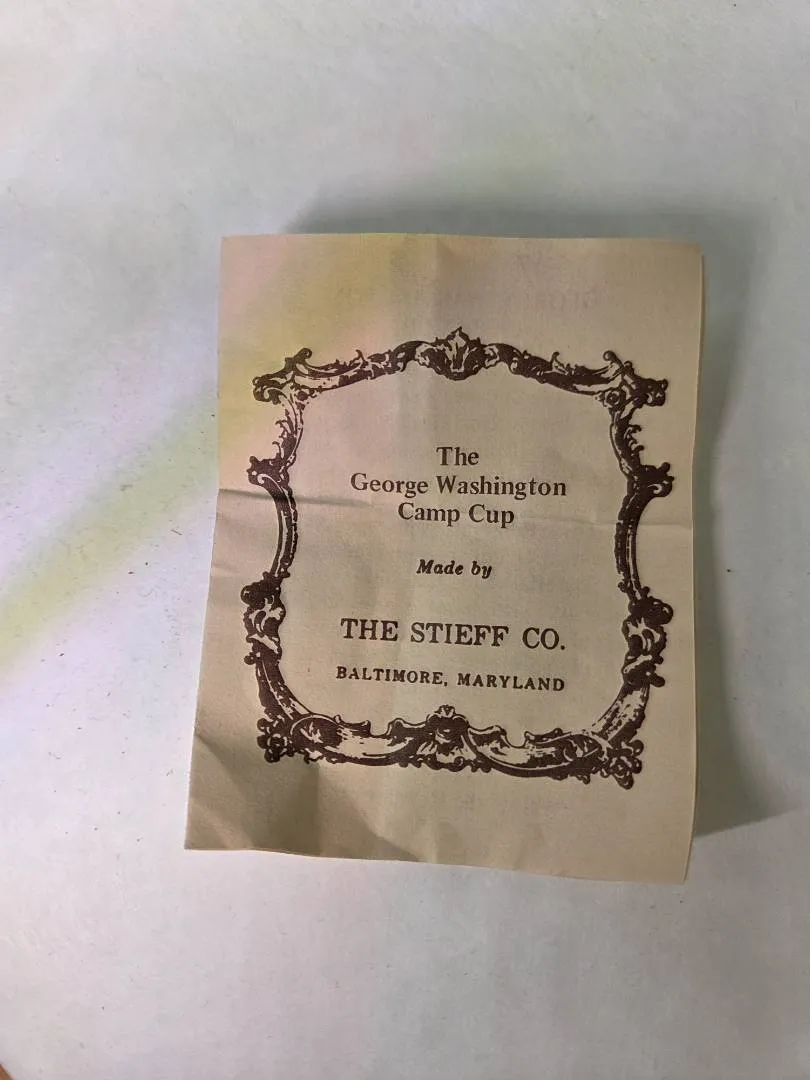 The
George Washington
Camp Cup
Made by
THE STIEFF CO.
BALTIMORE, MARYLAND